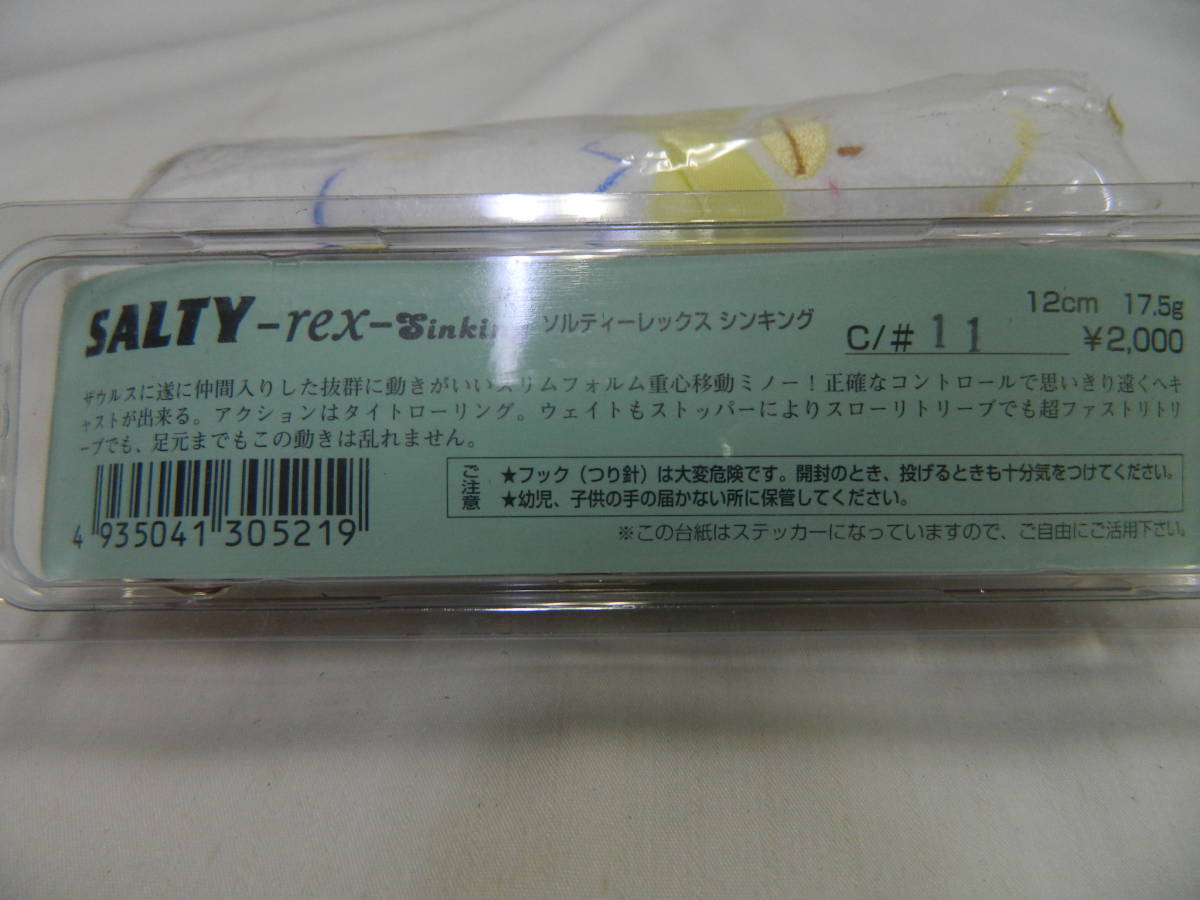 SALTY -rex- Sinking ソルティーレックス シンキング
12cm 17.5g
C/# 11 ¥2,000
ザウルスに遂に仲間入りした抜群に動きがいいスリムフォルム重心移動ミノー！正確なコントロールで思いきり遠くへキ
ャストが出来る。アクションはタイトローリング。ウェイトもストッパーによりスローリトリーブでも超ファストリトリ
ーブでも、足元までもこの動きは乱れません。
ご注意
★フック（つり針）は大変危険です。開封のとき、投げるときも十分気をつけてください。
★幼児、子供の手の届かない所に保管してください。
※この台紙はステッカーになっていますので、ご自由にご活用下さい。
4 935041 305219